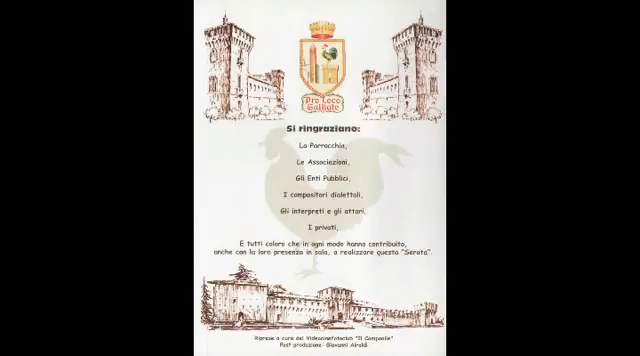 Pro Loco
Galliate
Si ringraziano:
La Parrocchia,
Le Associazioni,
Gli Enti Pubblici,
I compositori dialettali,
Gli interpreti e gli attori,
I privati,
E tutti coloro che in ogni modo hanno contribuito,
anche con la loro presenza in sala, a realizzare questa "Serata".
Riprese a cura del Videocinefotoclub "Il Campanile"
Post produzione: Giovanni Airoldi